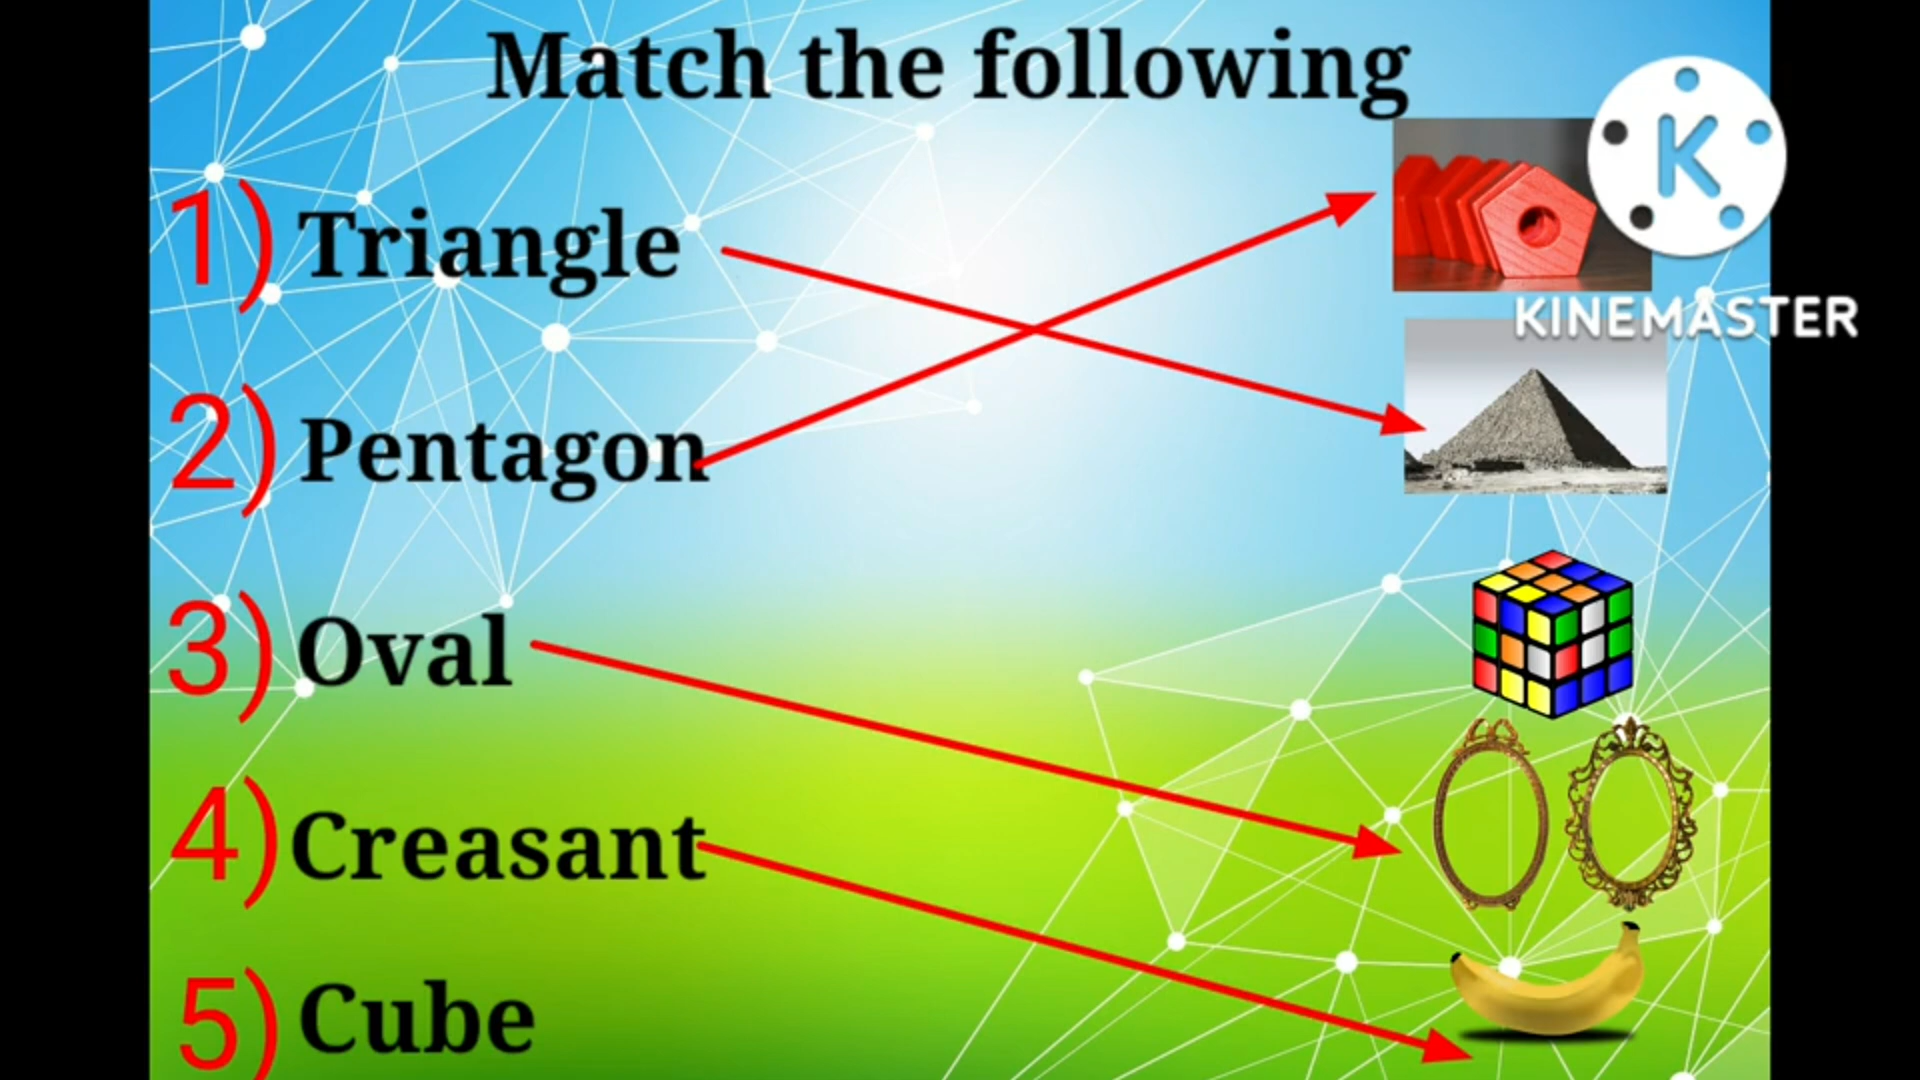 Match the following
1) Triangle
2) Pentagon
3) Oval
4) Creasant
5) Cube
K
KINEMASTER